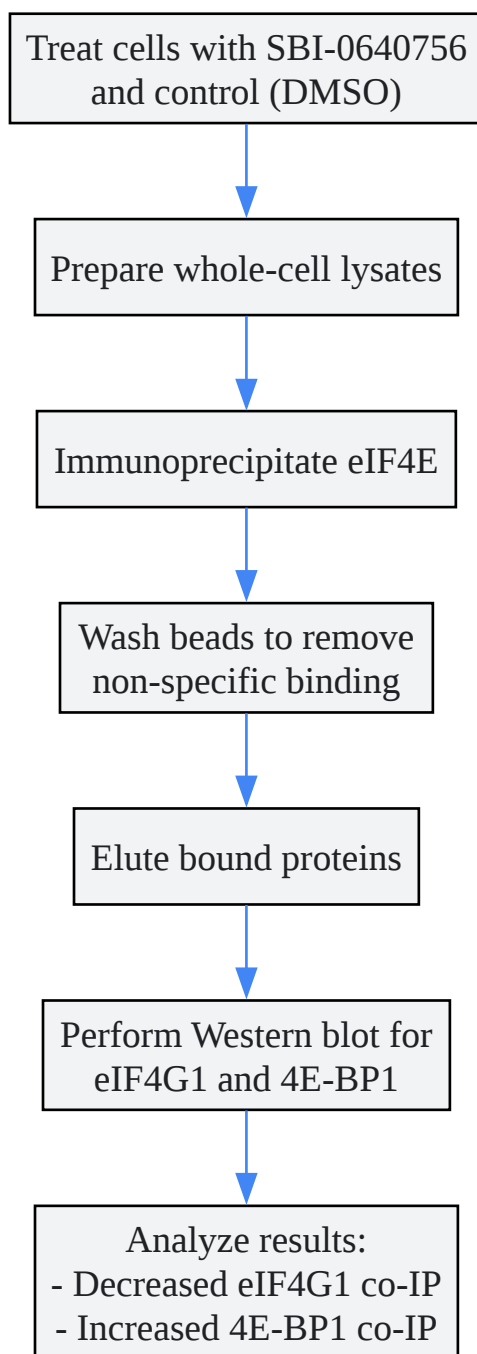 Treat cells with SBI-0640756
and control (DMSO)
Prepare whole-cell lysates
Immunoprecipitate eIF4E
Wash beads to remove
non-specific binding
Elute bound proteins
Perform Western blot for
eIF4G1 and 4E-BP1
Analyze results:
- Decreased eIF4G1 co-IP
- Increased 4E-BP1 co-IP